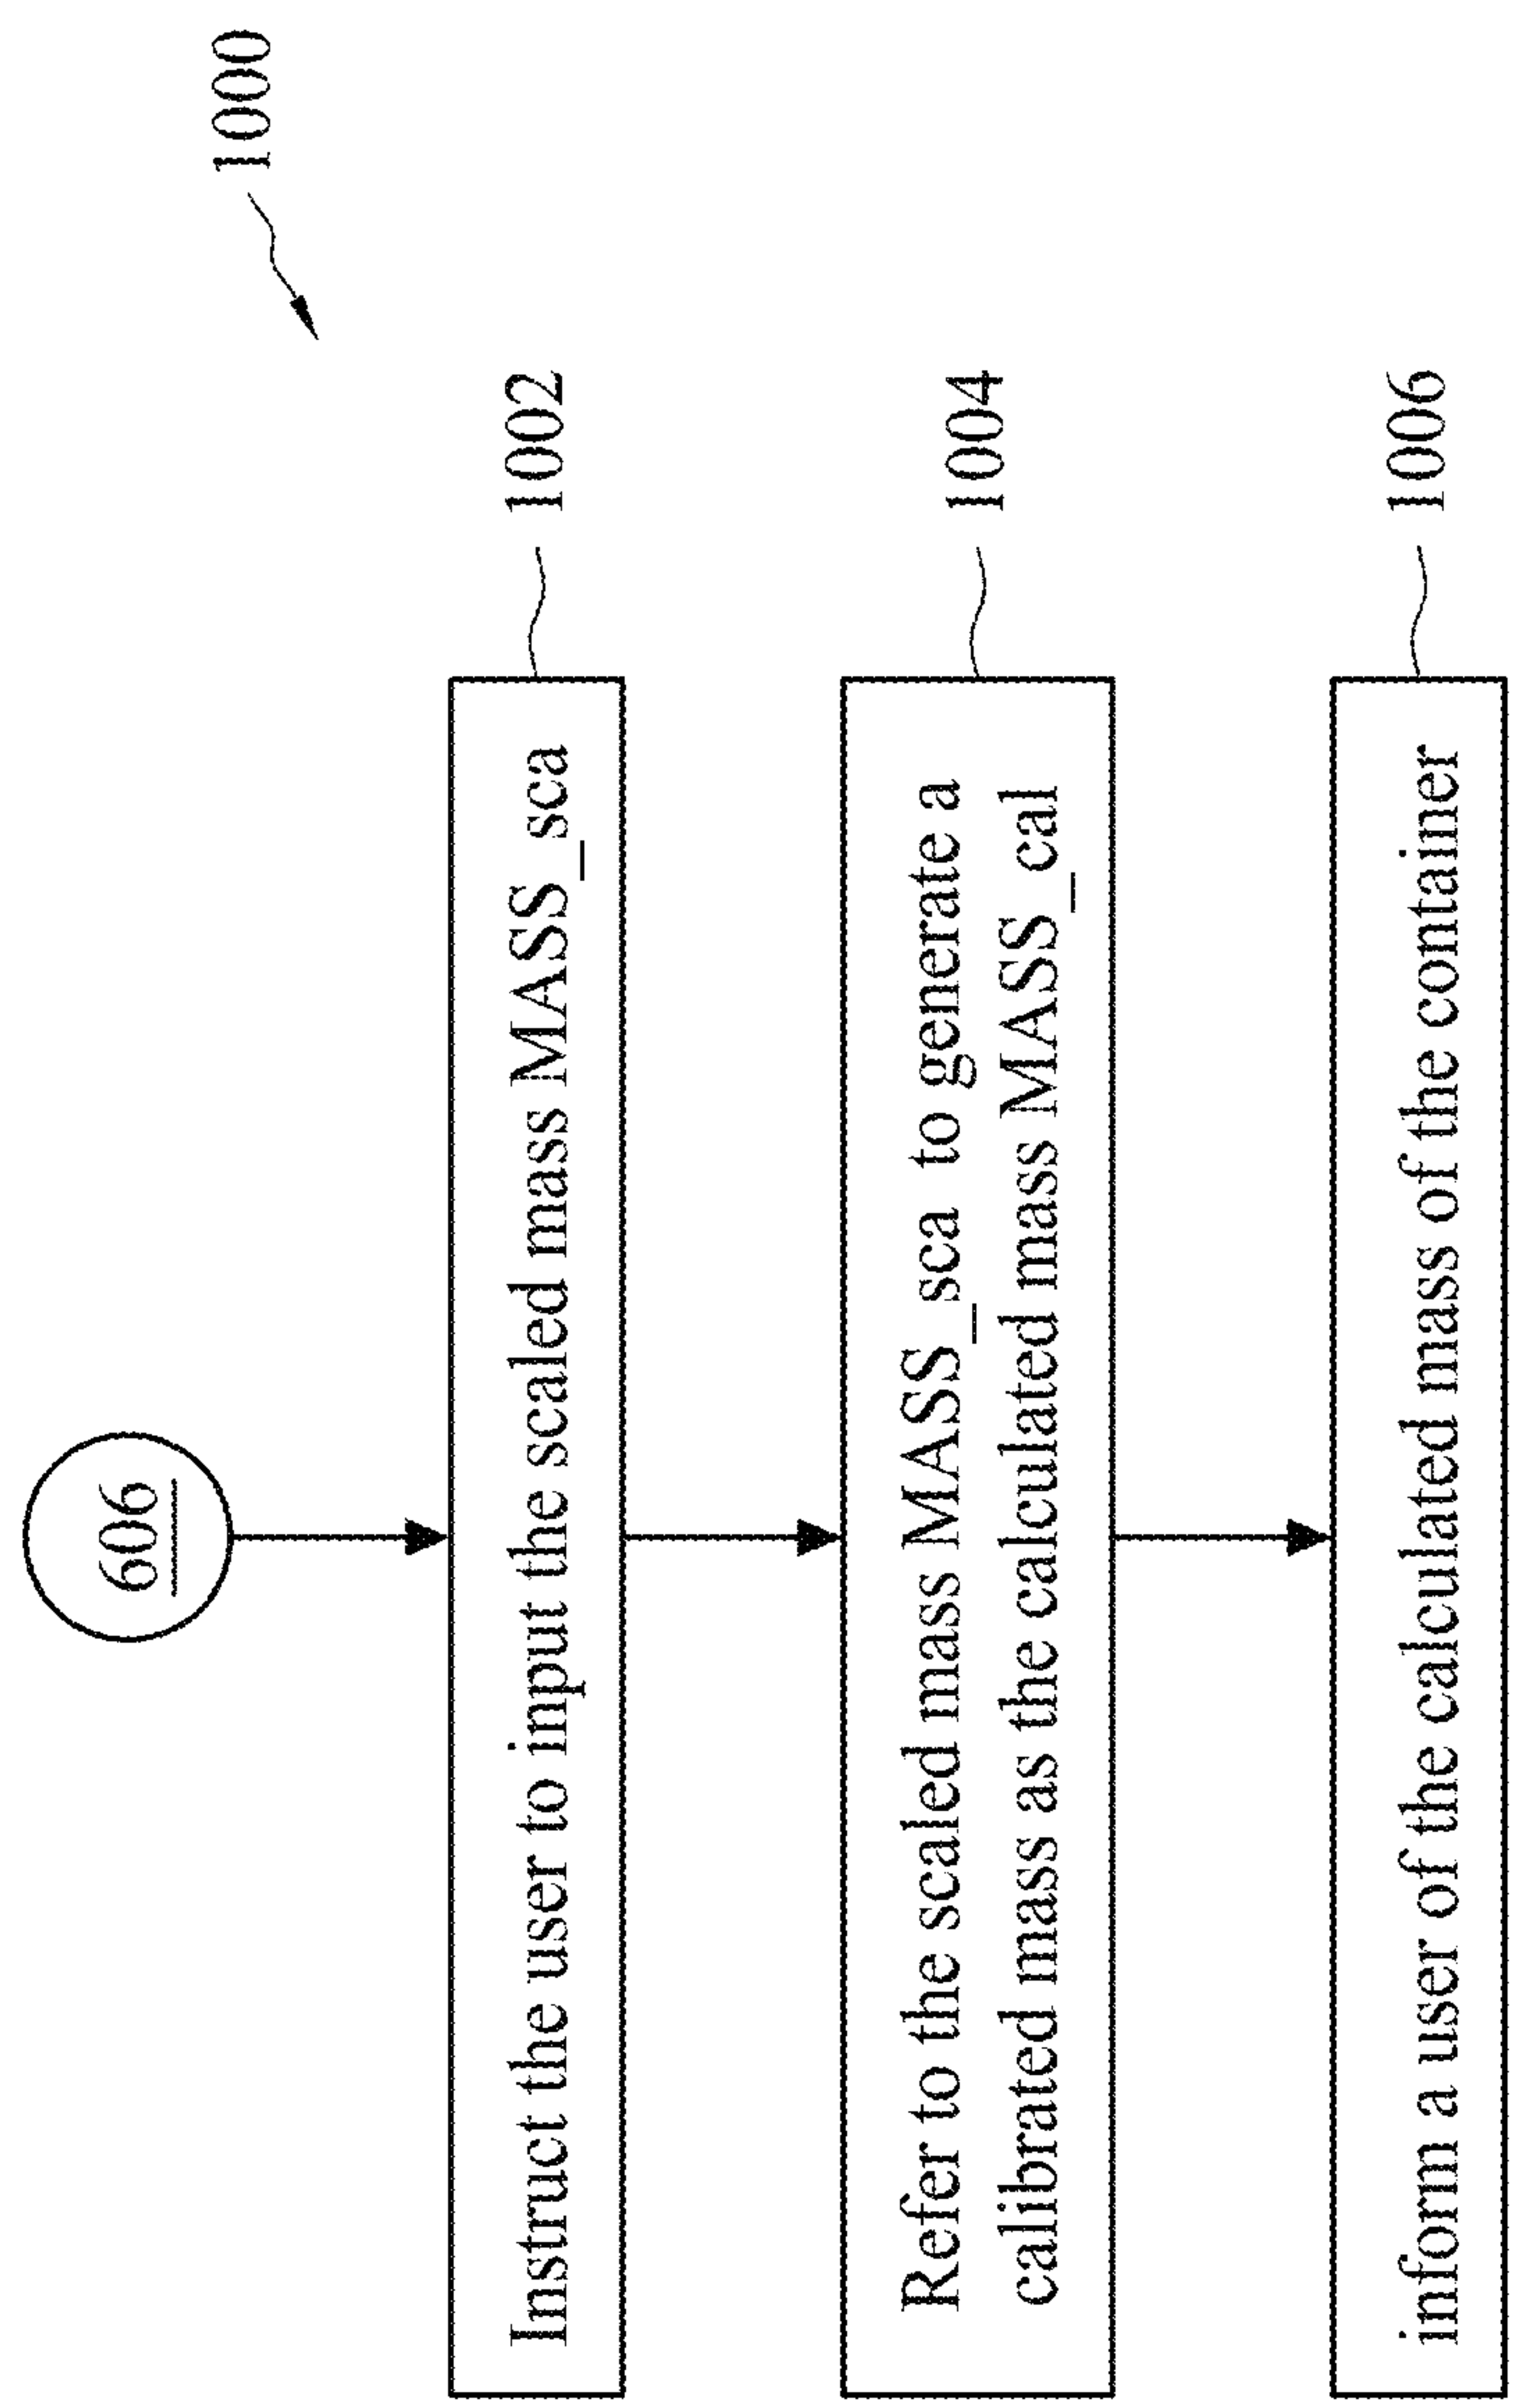 1000
606
Instruct the user to input the scaled mass MASS_sca
1002
Refer to the scaled mass MASS_sca to generate a
calibrated mass as the calculated mass MASS_cal
1004
inform a user of the calculated mass of the container
1006